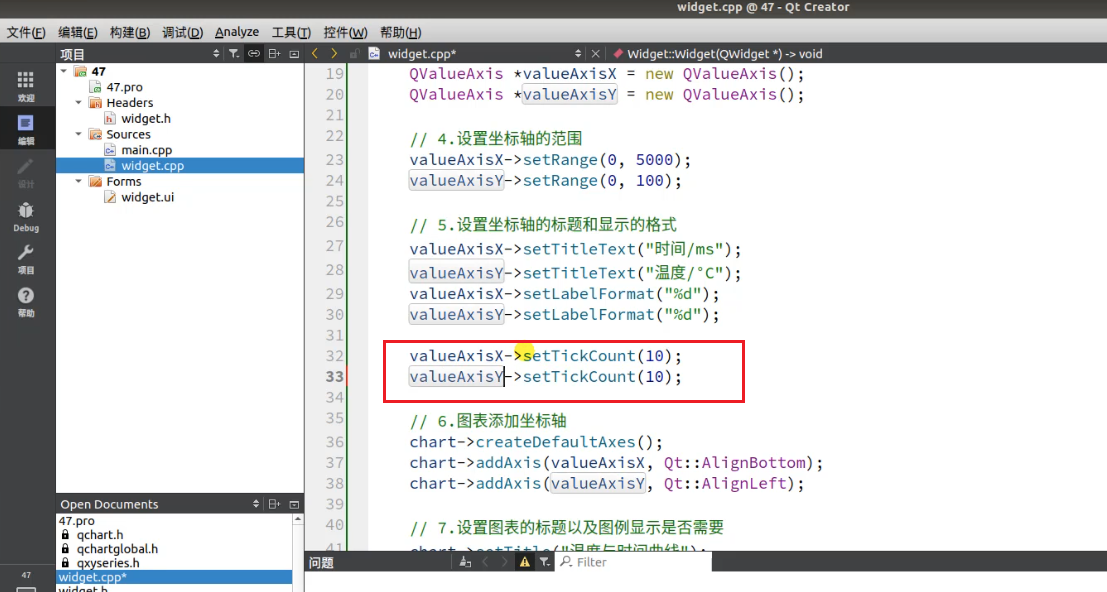 widget.cpp @ 47 - Qt Creator
文件(F) 编辑(E) 构建(B) 调试(D) Analyze 工具(T) 控件(W) 帮助(H)
项目
widget.cpp*
Widget::Widget(QWidget *) -> void
欢迎
编辑
设计
Debug
项目
帮助
47
47
47.pro
Headers
widget.h
Sources
main.cpp
widget.cpp
Forms
widget.ui
Open Documents
47.pro
qchart.h
qchartglobal.h
qxyseries.h
widget.cpp*
widget.h
19 QValueAxis *valueAxisX = new QValueAxis();
20 QValueAxis *valueAxisY = new QValueAxis();
21
22 // 4.设置坐标轴的范围
23 valueAxisX->setRange(0, 5000);
24 valueAxisY->setRange(0, 100);
25
26 // 5.设置坐标轴的标题和显示的格式
27 valueAxisX->setTitleText("时间/ms");
28 valueAxisY->setTitleText("温度/°C");
29 valueAxisX->setLabelFormat("%d");
30 valueAxisY->setLabelFormat("%d");
31
32 valueAxisX->setTickCount(10);
33 valueAxisY->setTickCount(10);
34
35 // 6.图表添加坐标轴
36 chart->createDefaultAxes();
37 chart->addAxis(valueAxisX, Qt::AlignBottom);
38 chart->addAxis(valueAxisY, Qt::AlignLeft);
39
40 // 7.设置图表的标题以及图例显示是否需要
41 chart->setTitle("温度与时间曲线");
问题
Filter